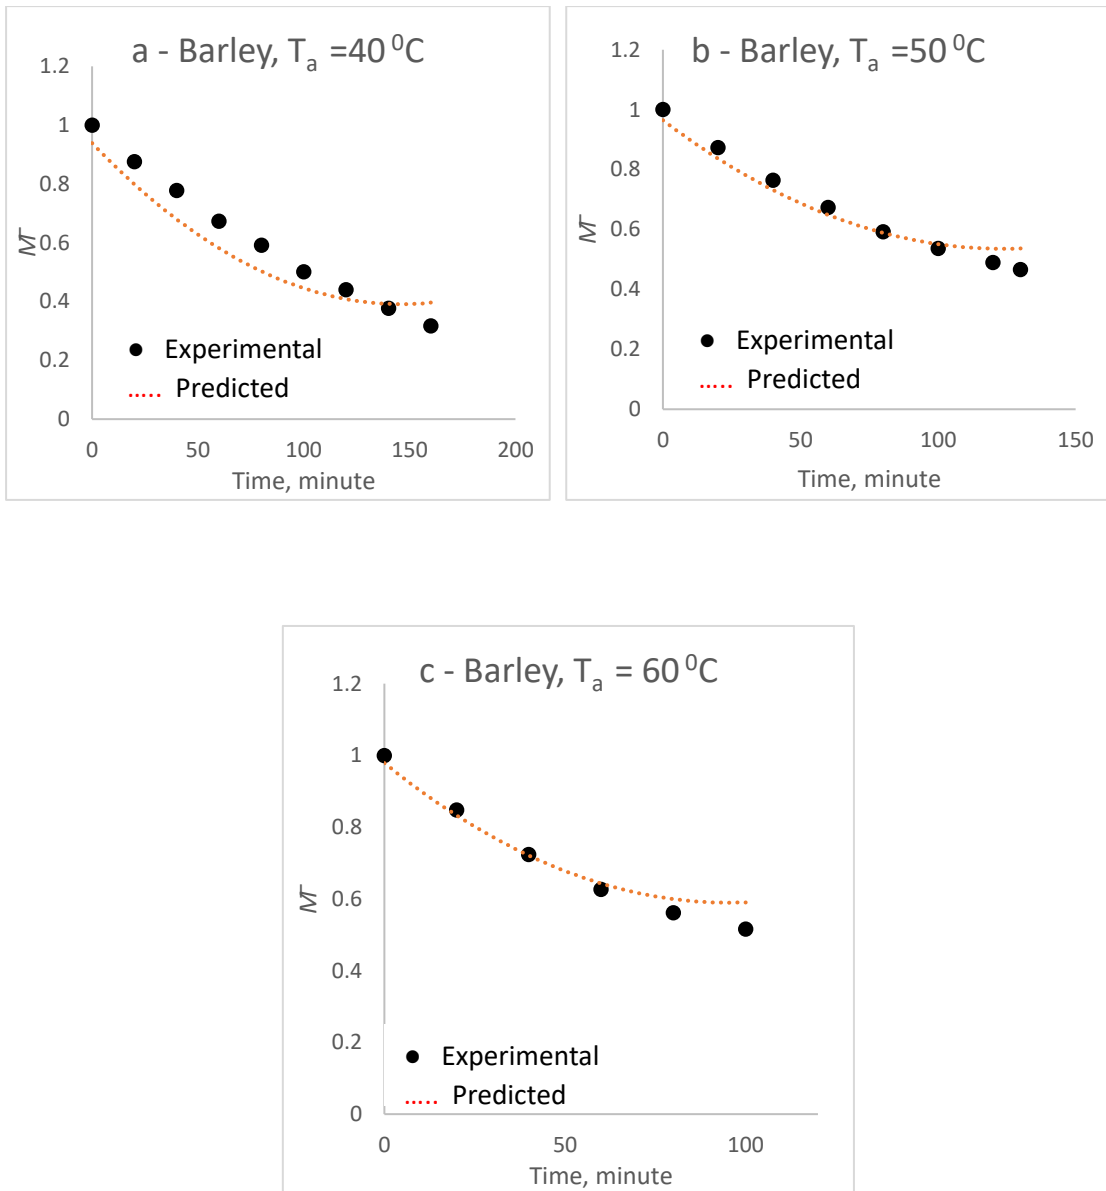 a - Barley, Tₐ =40 ⁰C
1.2
1
0.8
0.6
0.4
0.2
0
Experimental
Predicted
0 50 100 150 200
Time, minute
b - Barley, Tₐ =50 ⁰C
1.2
1
0.8
0.6
0.4
0.2
0
Experimental
Predicted
0 50 100 150
Time, minute
c - Barley, Tₐ = 60 ⁰C
1.2
1
0.8
0.6
0.4
0.2
0
Experimental
Predicted
0 50 100
Time, minute